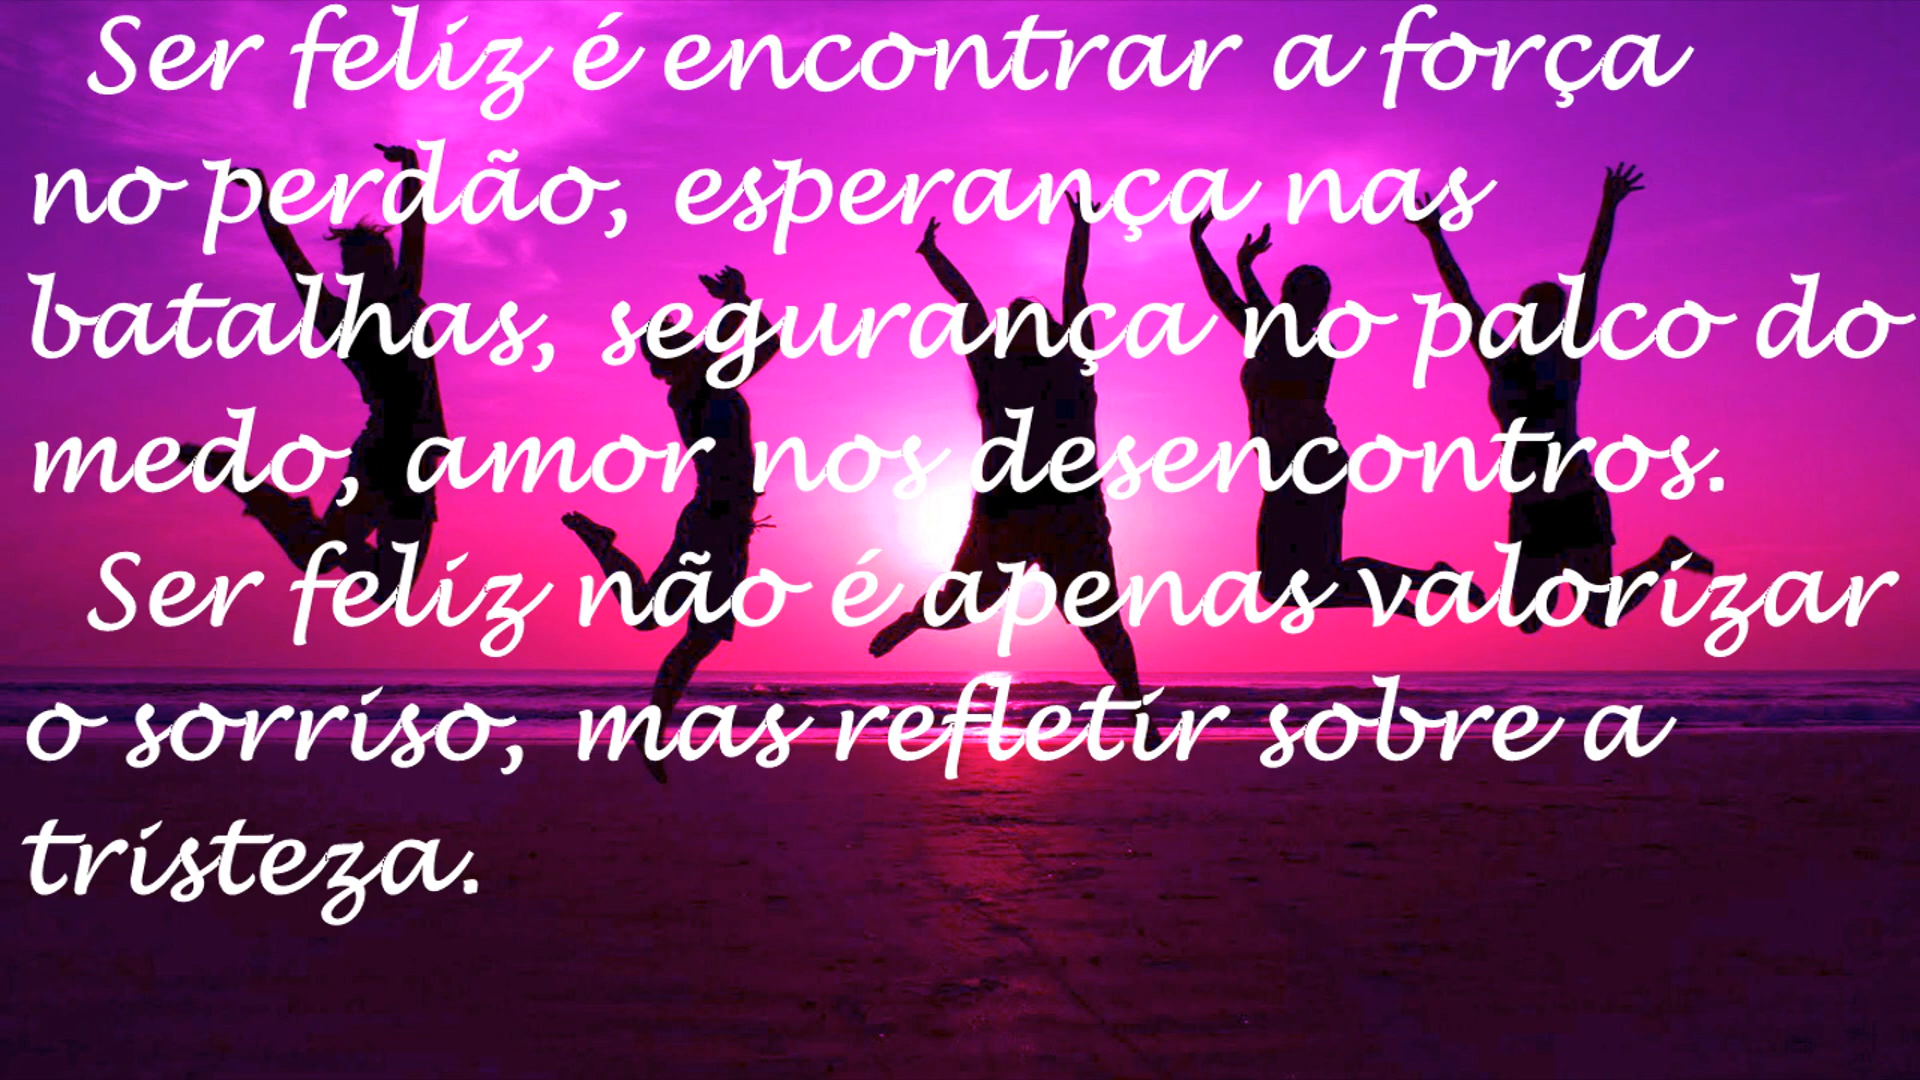 Ser feliz é encontrar a força
no perdão, esperança nas
batalhas, segurança no palco do
medo, amor nos desencontros.
Ser feliz não é apenas valorizar
o sorriso, mas refletir sobre a
tristeza.